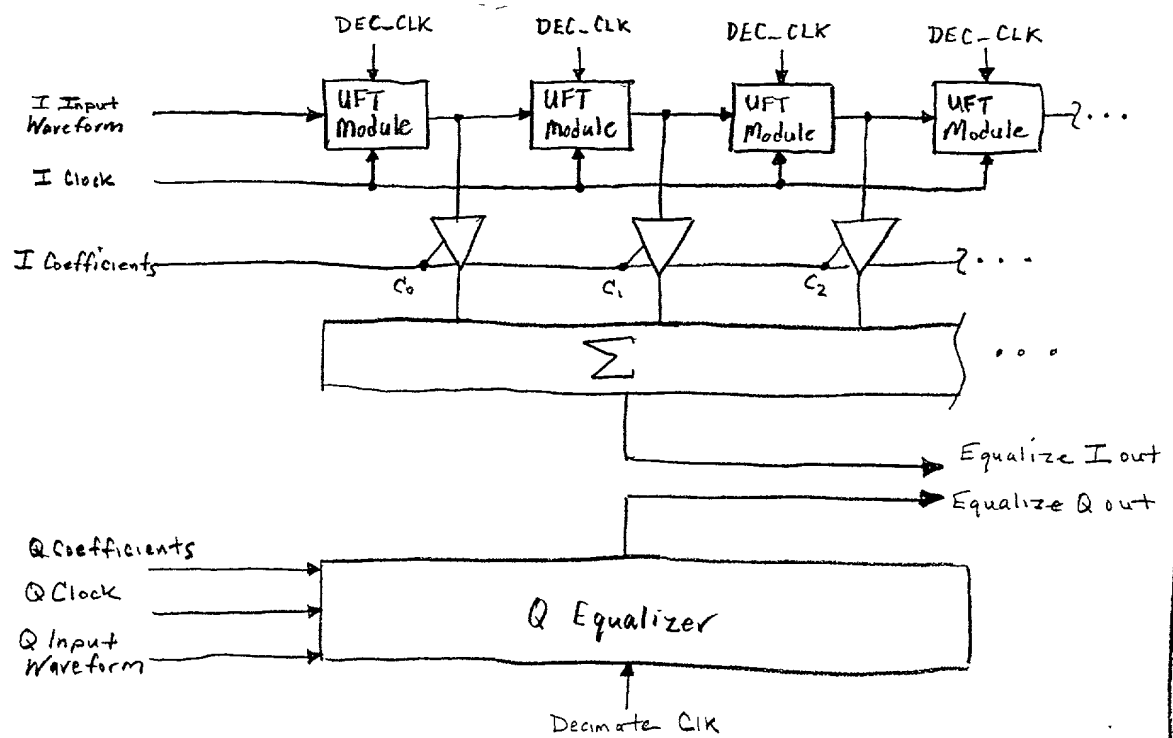 DEC_CLK
DEC_CLK
DEC_CLK
DEC_CLK
I Input
Waveform
UFT
Module
UFT
Module
UFT
Module
UFT
Module
...
I Clock
I Coefficients
C0
C1
C2
...
Σ
...
Equalize I out
Equalize Q out
Q Coefficients
Q Clock
Q Input
Waveform
Q Equalizer
Decimate Clk